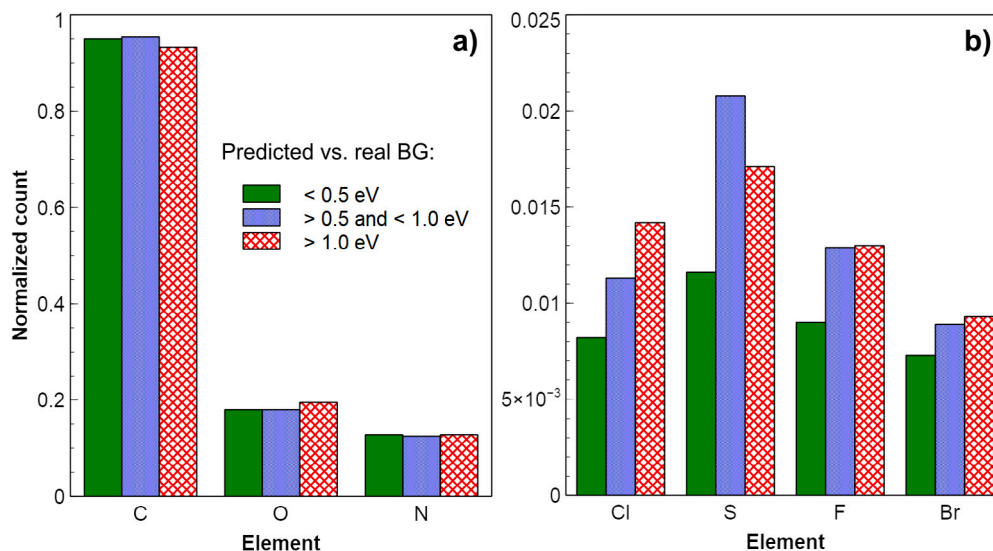 a)
Normalized count
1
0.8
0.6
0.4
0.2
0
Predicted vs. real BG:
< 0.5 eV
> 0.5 and < 1.0 eV
> 1.0 eV
C O N
Element
b)
0.025
0.02
0.015
0.01
5×10⁻³
0
Cl S F Br
Element